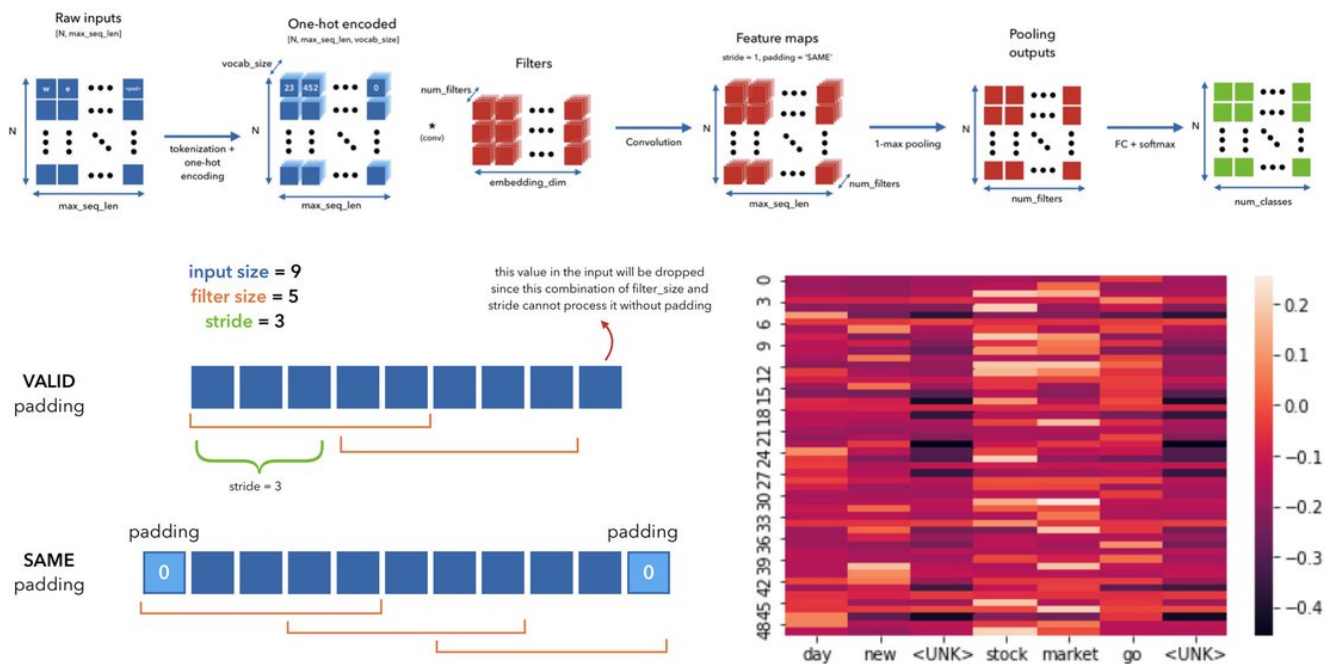 Raw inputs
[N, max_seq_len]
N
w e <pad>
max_seq_len
tokenization +
one-hot
encoding
One-hot encoded
[N, max_seq_len, vocab_size]
vocab_size
N
23 452 0
max_seq_len
*
(conv)
Filters
num_filters
embedding_dim
Convolution
Feature maps
stride = 1, padding = 'SAME'
N
num_filters
max_seq_len
1-max pooling
Pooling
outputs
N
num_filters
FC + softmax
num_classes
input size = 9
filter size = 5
stride = 3
this value in the input will be dropped
since this combination of filter_size and
stride cannot process it without padding
VALID
padding
stride = 3
padding
padding
SAME
padding
0
0
0
3
6
9
12
15
18
21
24
27
30
33
36
39
42
45
48
day new <UNK> stock market go <UNK>
0.2
0.1
0.0
−0.1
−0.2
−0.3
−0.4